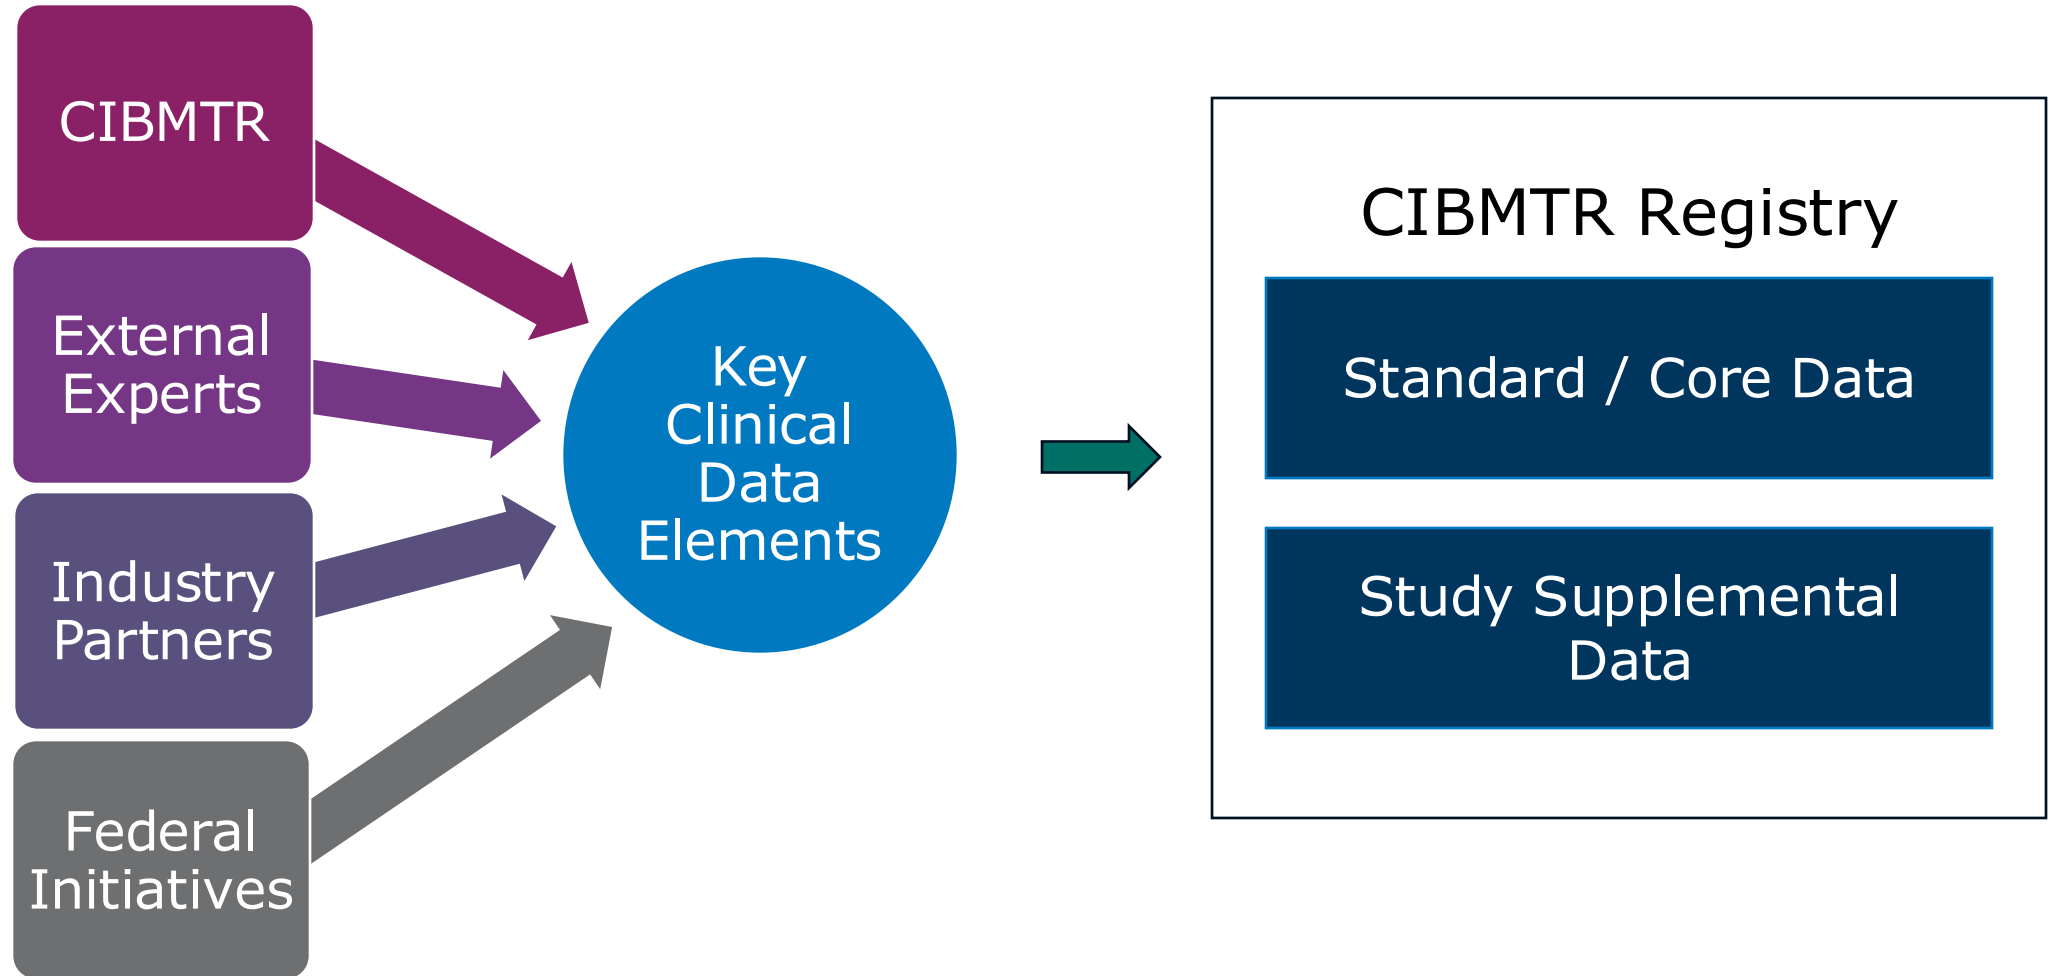 CIBMTR
External
Experts
Industry
Partners
Federal
Initiatives
Key
Clinical
Data
Elements
CIBMTR Registry
Standard / Core Data
Study Supplemental
Data